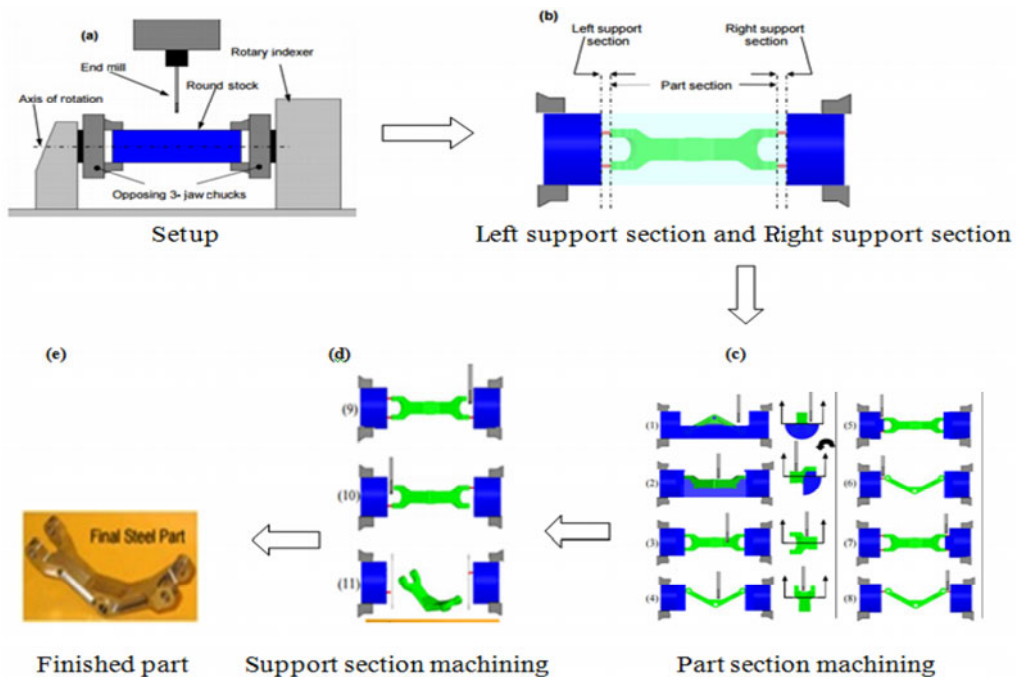 (a)
End mill
Rotary indexer
Round stock
Axis of rotation
Opposing 3- jaw chucks
Setup
(b)
Left support
section
Right support
section
Part section
Left support section and Right support section
(c)
(1)
(2)
(3)
(4)
(5)
(6)
(7)
(8)
Part section machining
(d)
(9)
(10)
(11)
Support section machining
(e)
Final Steel Part
Finished part